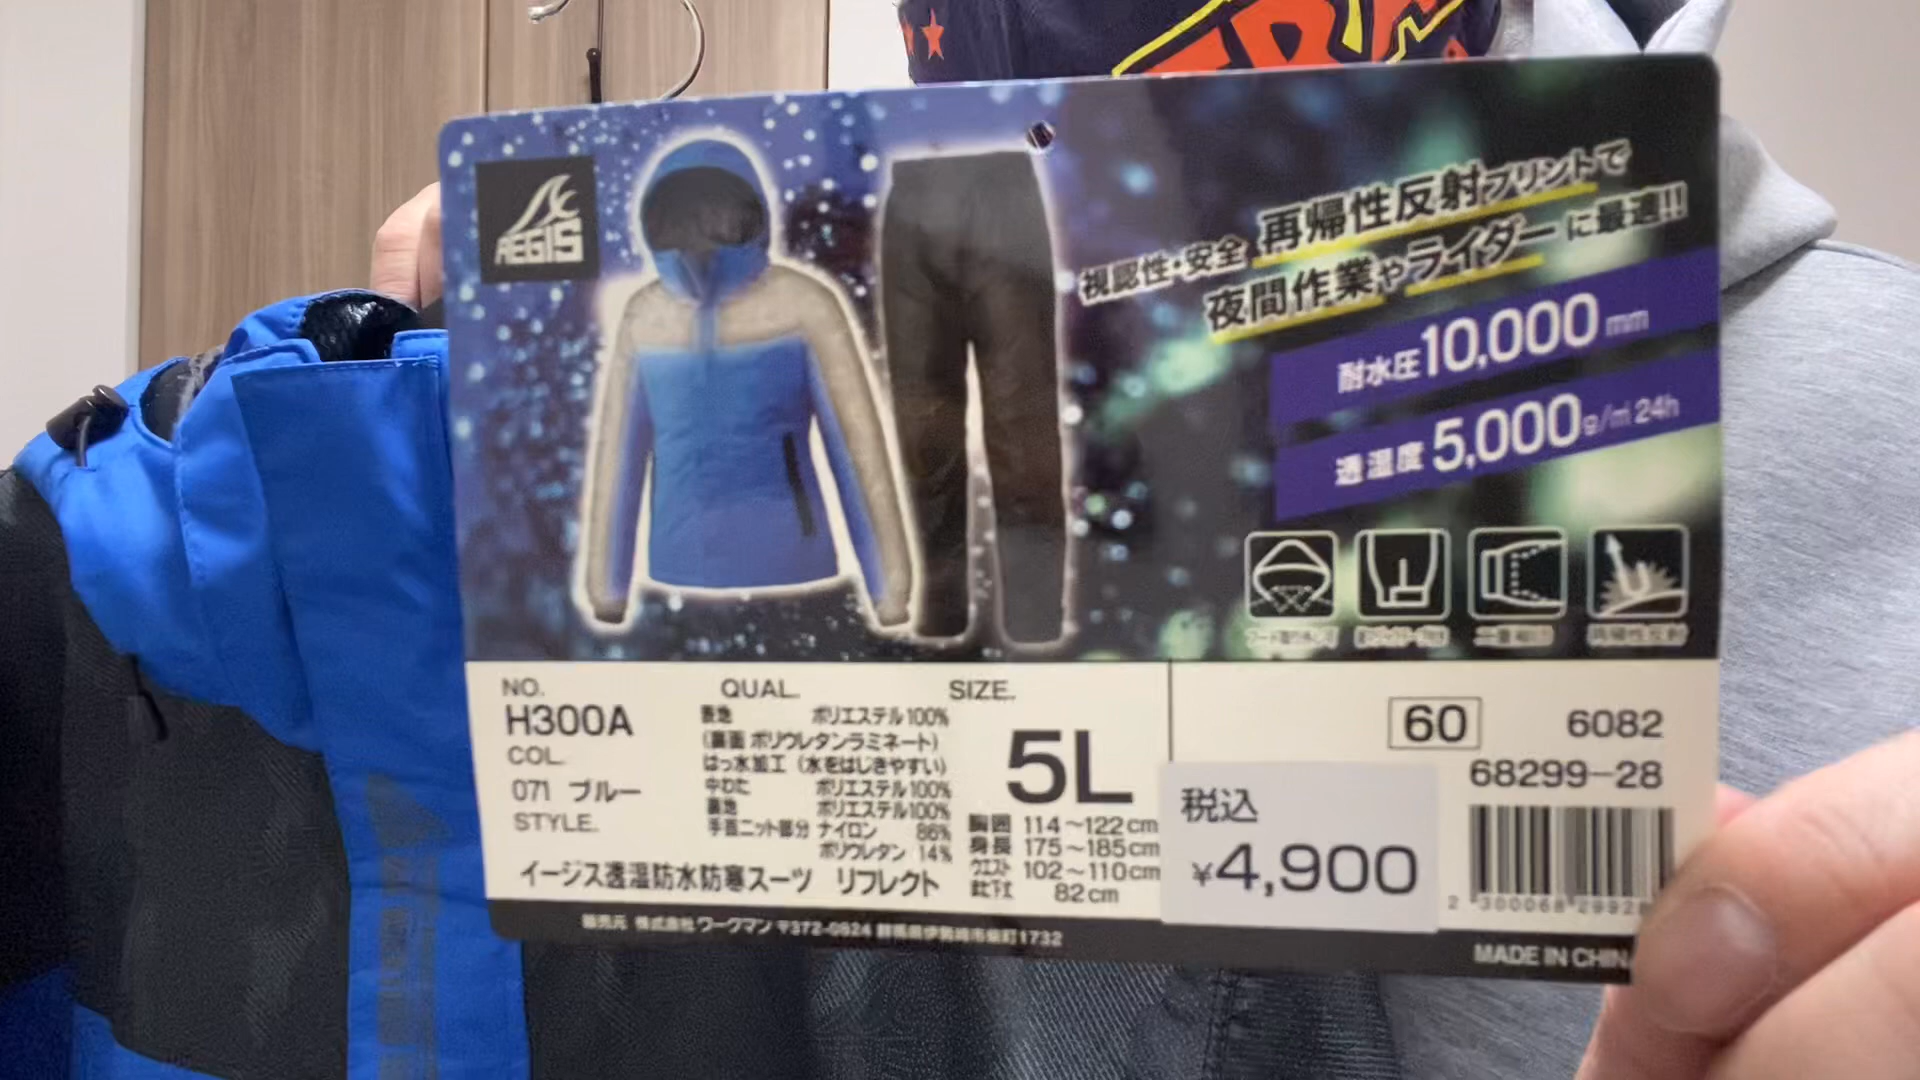 AEGIS
視認性・安全 再帰性反射プリントで
夜間作業やライダーに最適!!
耐水圧10,000mm
透湿度5,000g/㎡24h
再帰性反射
NO.
H300A
COL.
071 ブルー
STYLE.
QUAL.
表地 ポリエステル100%
(裏面 ポリウレタンラミネート)
はっ水加工(水をはじきやすい)
中わた ポリエステル100%
裏地 ポリエステル100%
手首ニット部分 ナイロン 86%
ポリウレタン 14%
イージス透湿防水防寒スーツ リフレクト
SIZE.
5L
胸囲 114~122cm
身長 175~185cm
ウエスト 102~110cm
股下丈 82cm
60 6082
68299-28
税込
¥4,900
販売元 株式会社 ワークマン 〒372-0824 群馬県伊勢崎市柴町1732
MADE IN CHIN